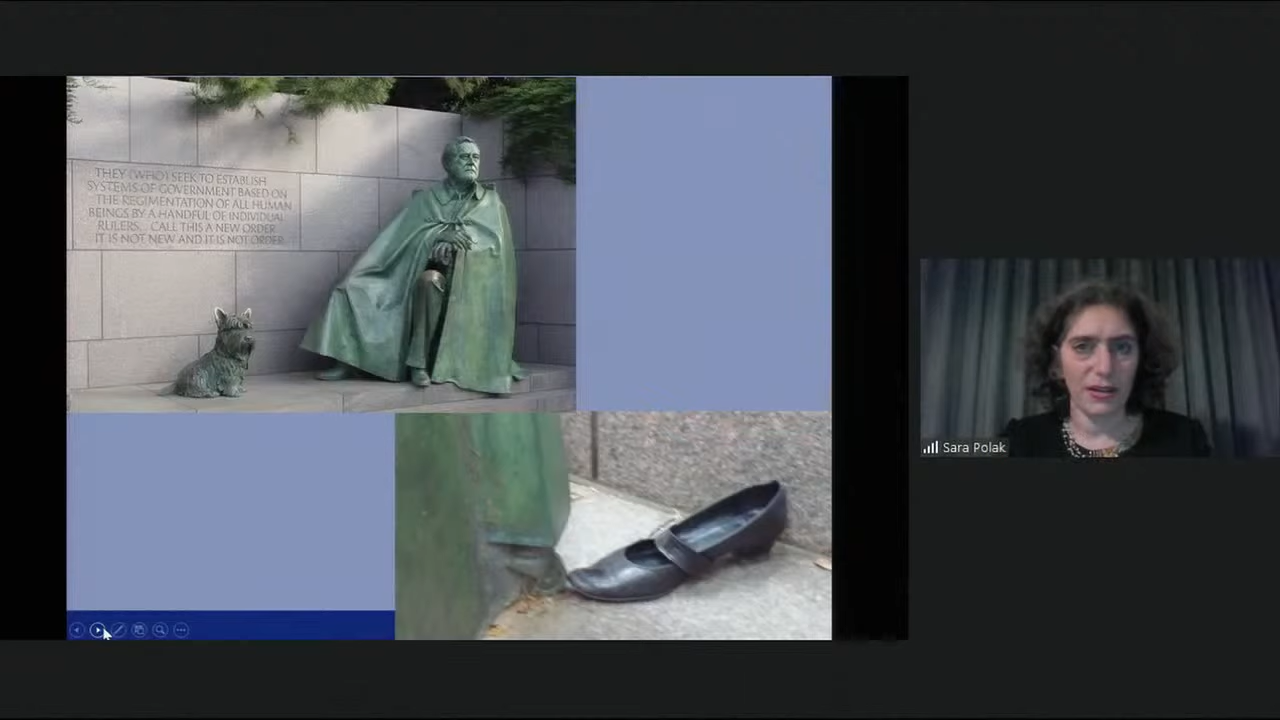 THEY (WHO) SEEK TO ESTABLISH
SYSTEMS OF GOVERNMENT BASED ON
THE REGIMENTATION OF ALL HUMAN
BEINGS BY A HANDFUL OF INDIVIDUAL
RULERS... CALL THIS A NEW ORDER.
IT IS NOT NEW AND IT IS NOT ORDER.
Sara Polak